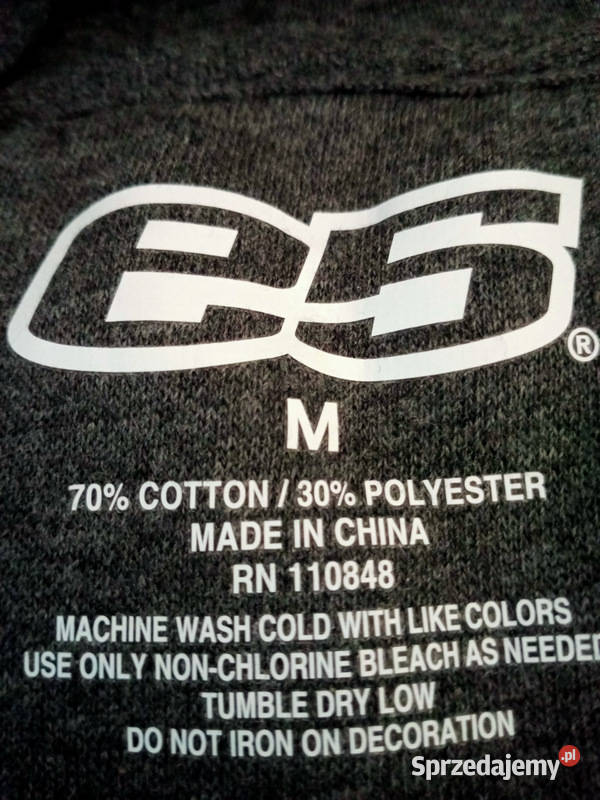 eS
®
M
70% COTTON / 30% POLYESTER
MADE IN CHINA
RN 110848
MACHINE WASH COLD WITH LIKE COLORS
USE ONLY NON-CHLORINE BLEACH AS NEEDED
TUMBLE DRY LOW
DO NOT IRON ON DECORATION
Sprzedajemy.pl